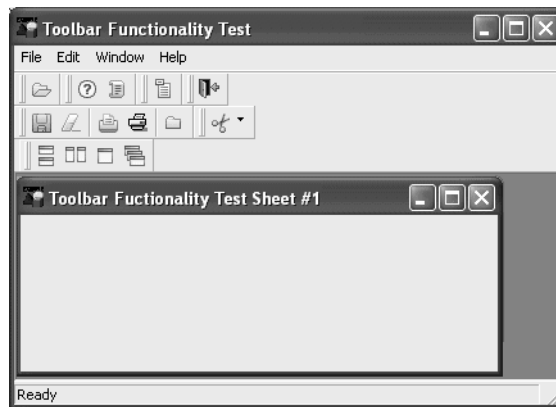 Toolbar Functionality Test
File Edit Window Help
Toolbar Fuctionality Test Sheet #1
Ready